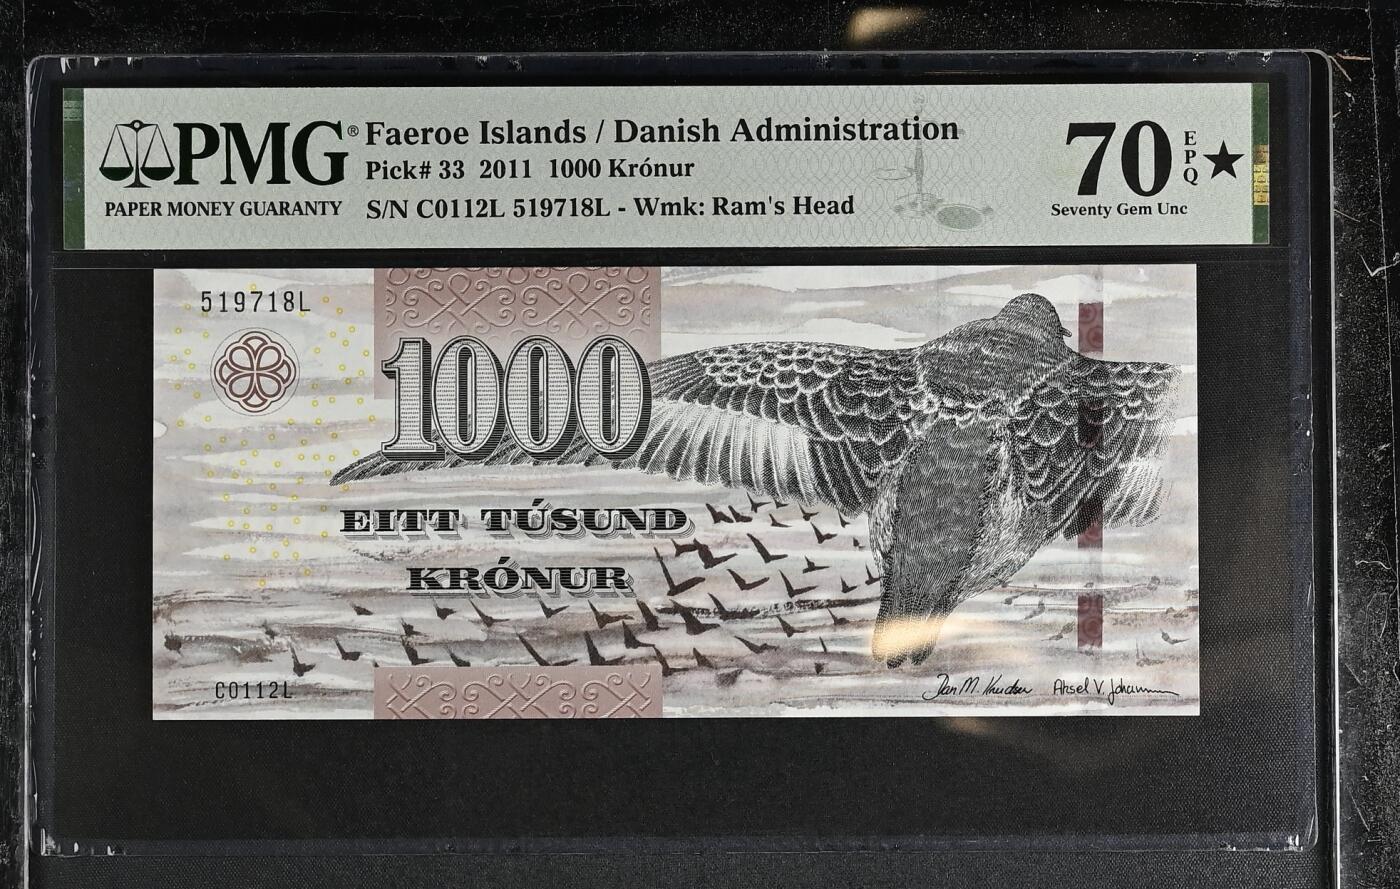 PMG®
PAPER MONEY GUARANTY
Faeroe Islands / Danish Administration
Pick# 33 2011 1000 Krónur
S/N C0112L 519718L - Wmk: Ram's Head
70 EPQ ★
Seventy Gem Unc
519718L
1000
EITT TÚSUND
KRÓNUR
C0112L